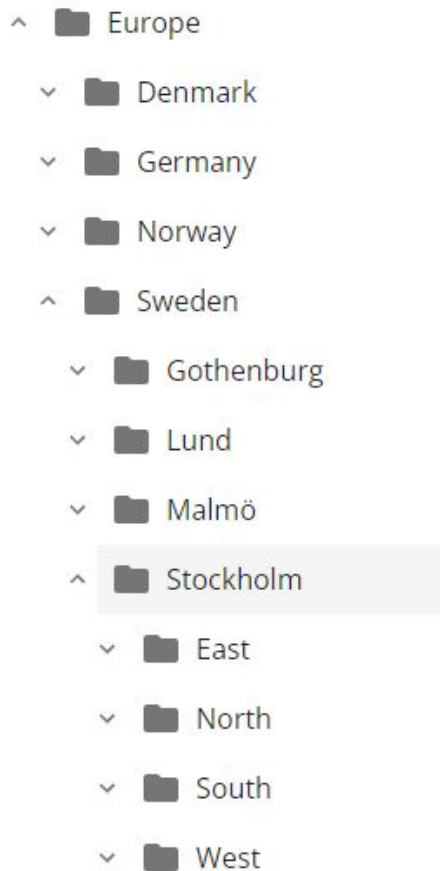 Europe
Denmark
Germany
Norway
Sweden
Gothenburg
Lund
Malmö
Stockholm
East
North
South
West